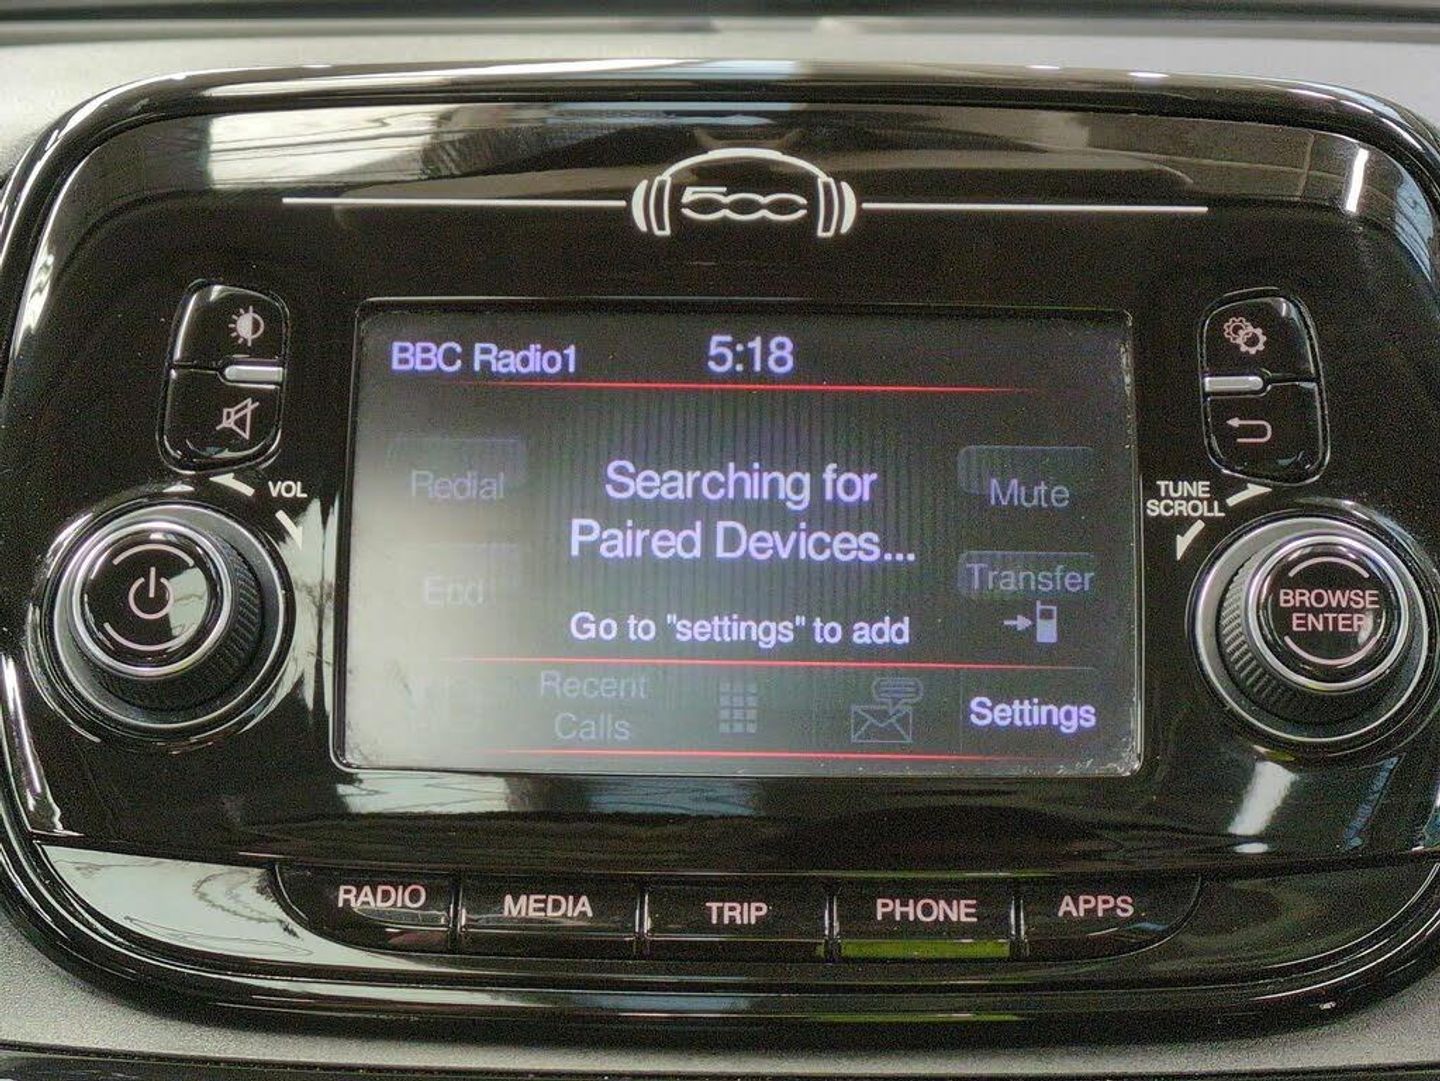 500
BBC Radio1
5:18
VOL
TUNE
SCROLL
Redial
Searching for
Paired Devices...
Mute
End
Transfer
Go to "settings" to add
BROWSE
ENTER
Recent
Calls
Settings
RADIO
MEDIA
TRIP
PHONE
APPS